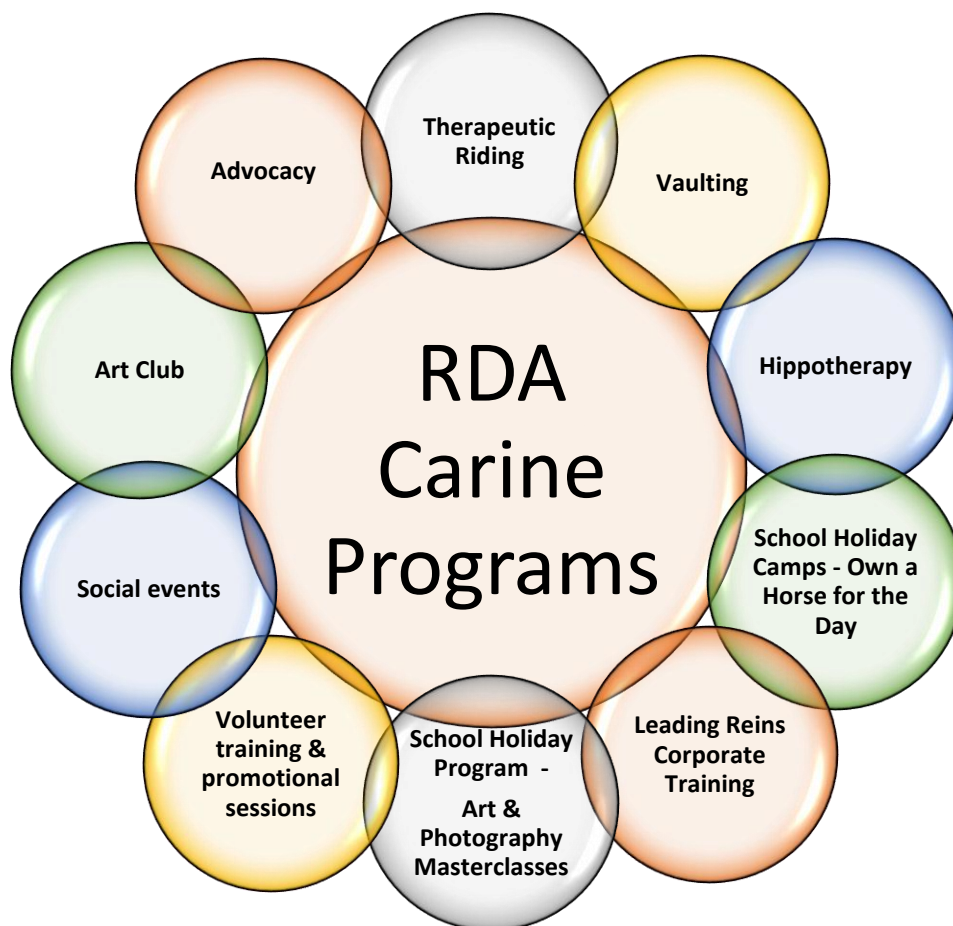 Therapeutic
Riding
Vaulting
Hippotherapy
School Holiday
Camps - Own a
Horse for the
Day
Leading Reins
Corporate
Training
School Holiday
Program -
Art &
Photography
Masterclasses
Volunteer
training &
promotional
sessions
Social events
Art Club
Advocacy
RDA
Carine
Programs